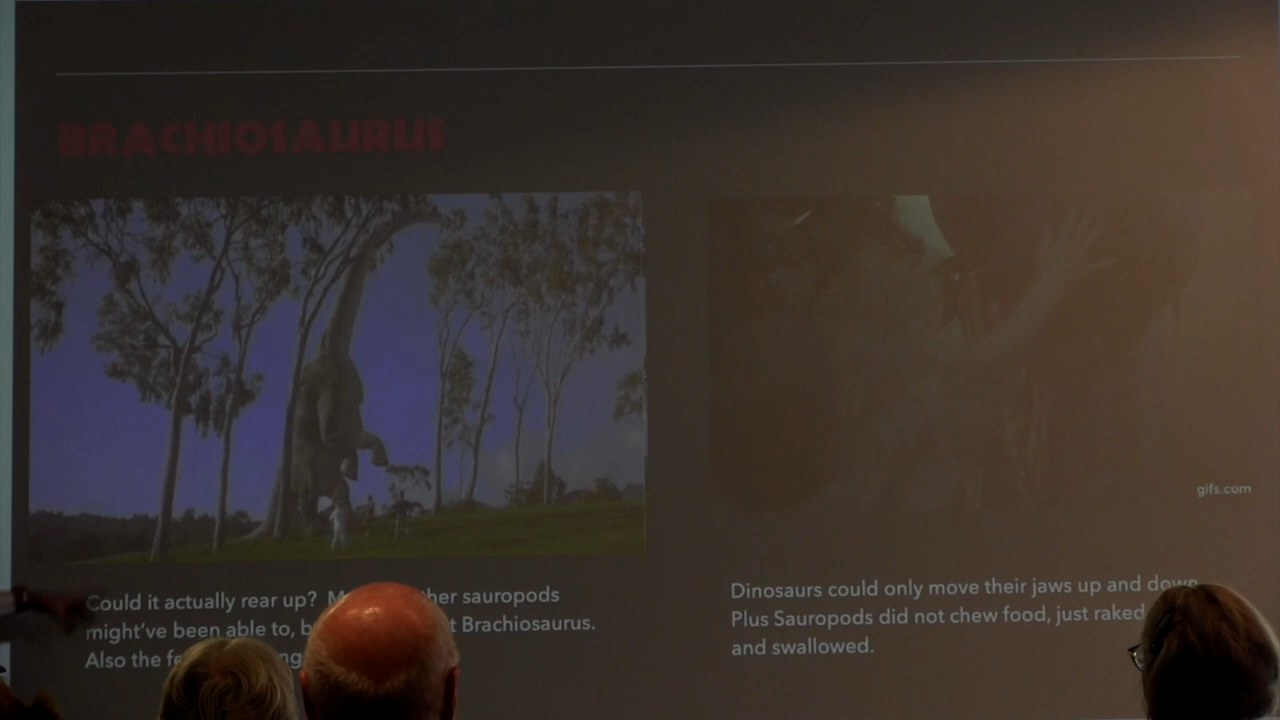 BRACHIOSAURUS
gifs.com
Could it actually rear up? her sauropods
might've been able to, b t Brachiosaurus.
Also the fe ng
Dinosaurs could only move their jaws up and down.
Plus Sauropods did not chew food, just raked
and swallowed.